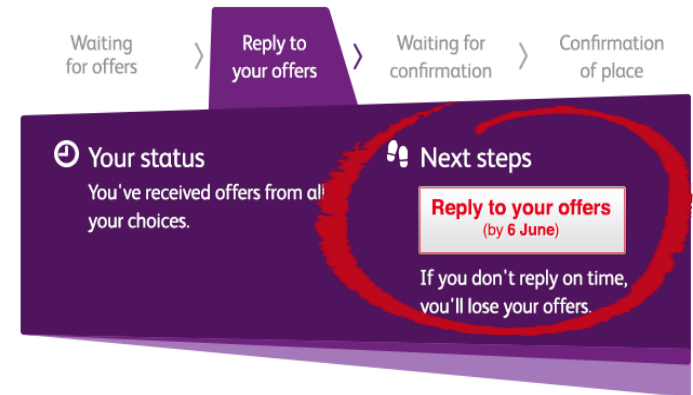 Waiting
for offers
Reply to
your offers
Waiting for
confirmation
Confirmation
of place
Your status
You've received offers from all
your choices.
Next steps
Reply to your offers
(by 6 June)
If you don't reply on time,
you'll lose your offers.